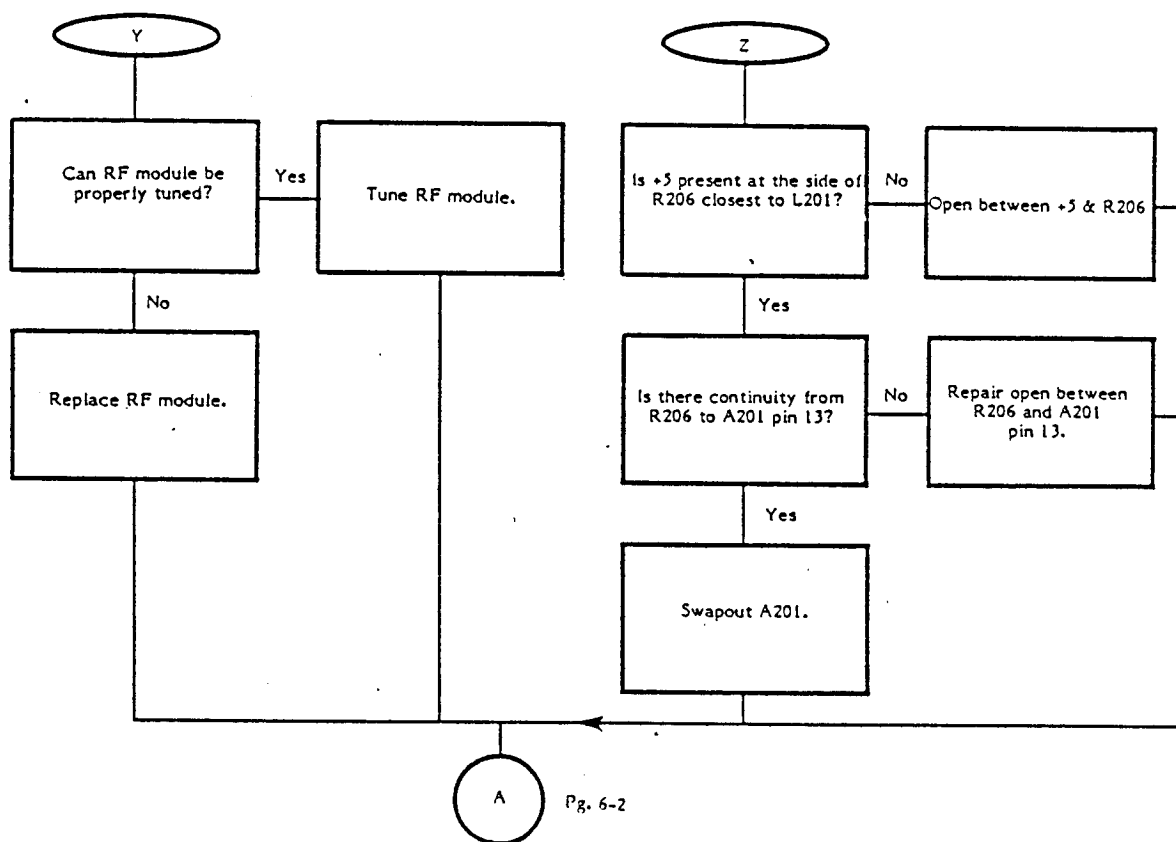 Y
Can RF module be
properly tuned?
Yes
Tune RF module.
No
Replace RF module.
Z
Is +5 present at the side of
R206 closest to L201?
No
Open between +5 & R206
Yes
Is there continuity from
R206 to A201 pin 13?
No
Repair open between
R206 and A201
pin 13.
Yes
Swapout A201.
A
Pg. 6-2